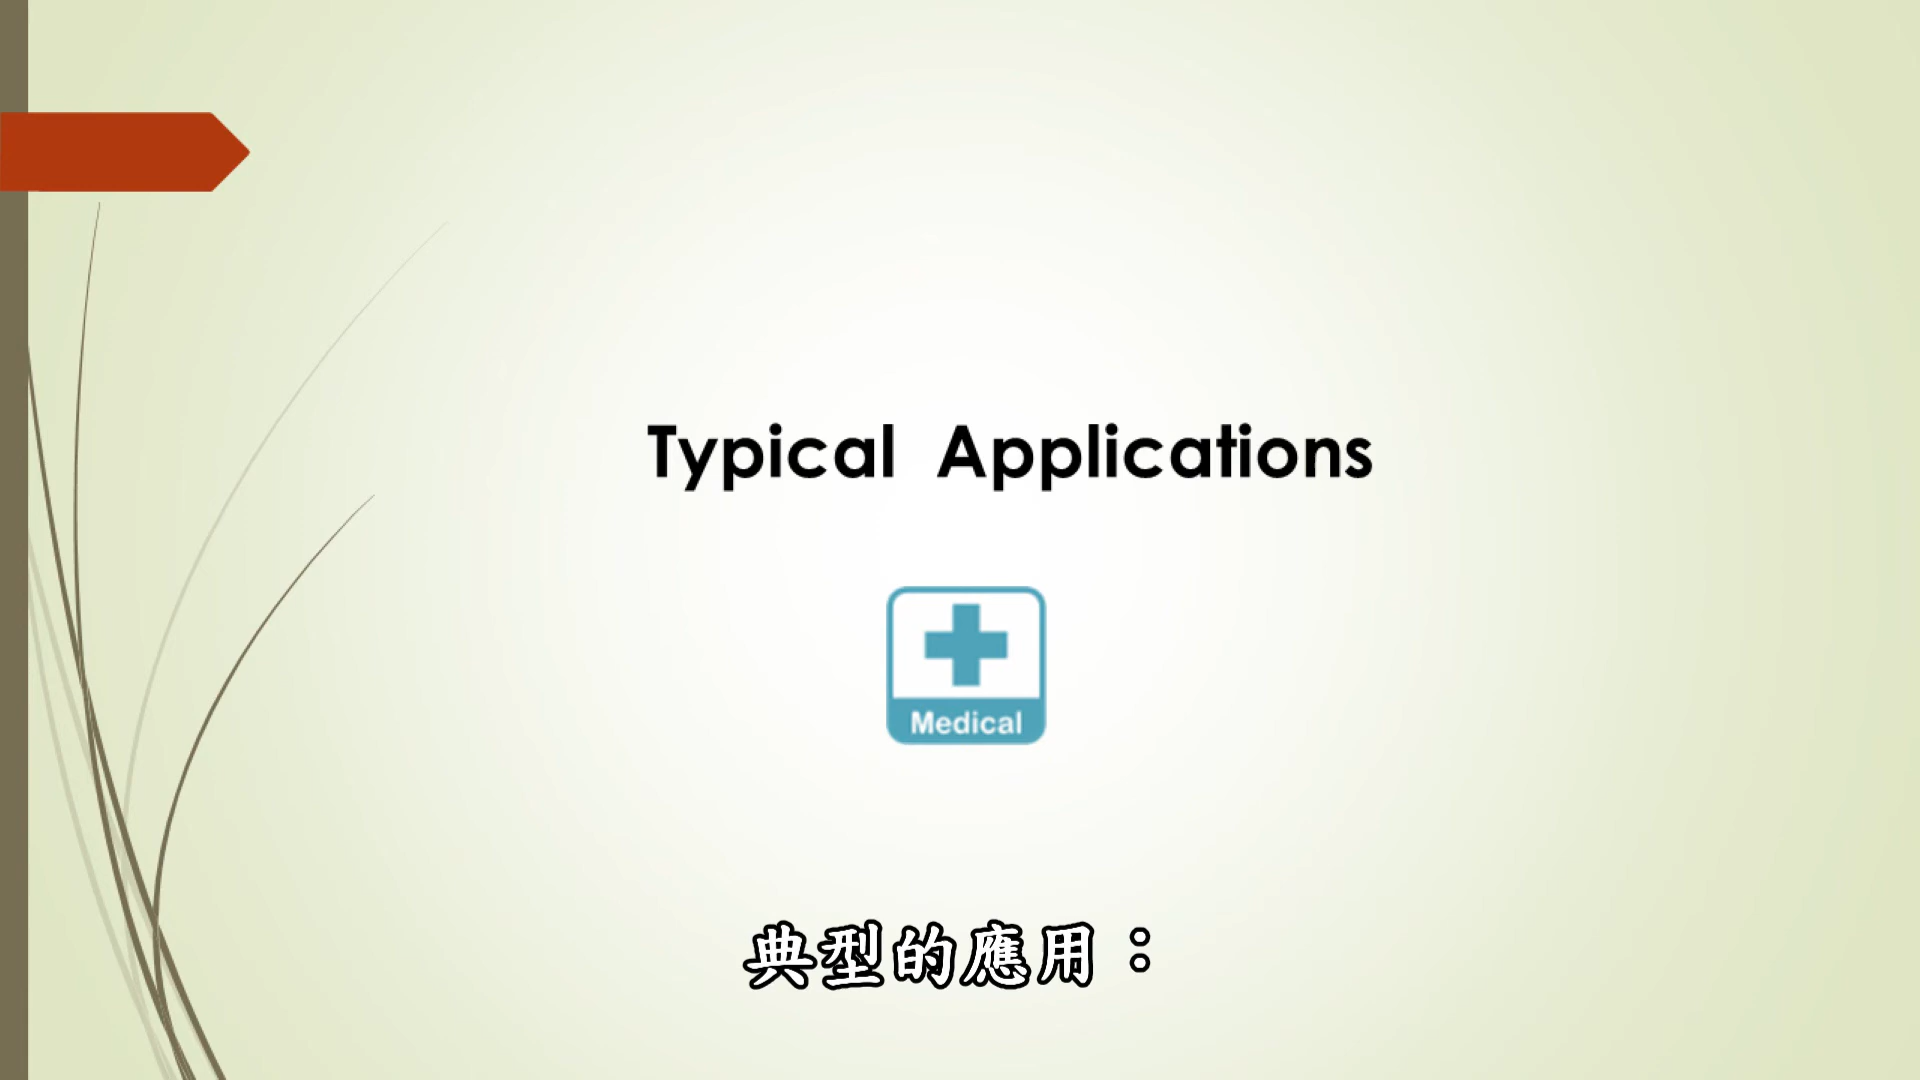 Typical Applications
Medical
典型的應用：